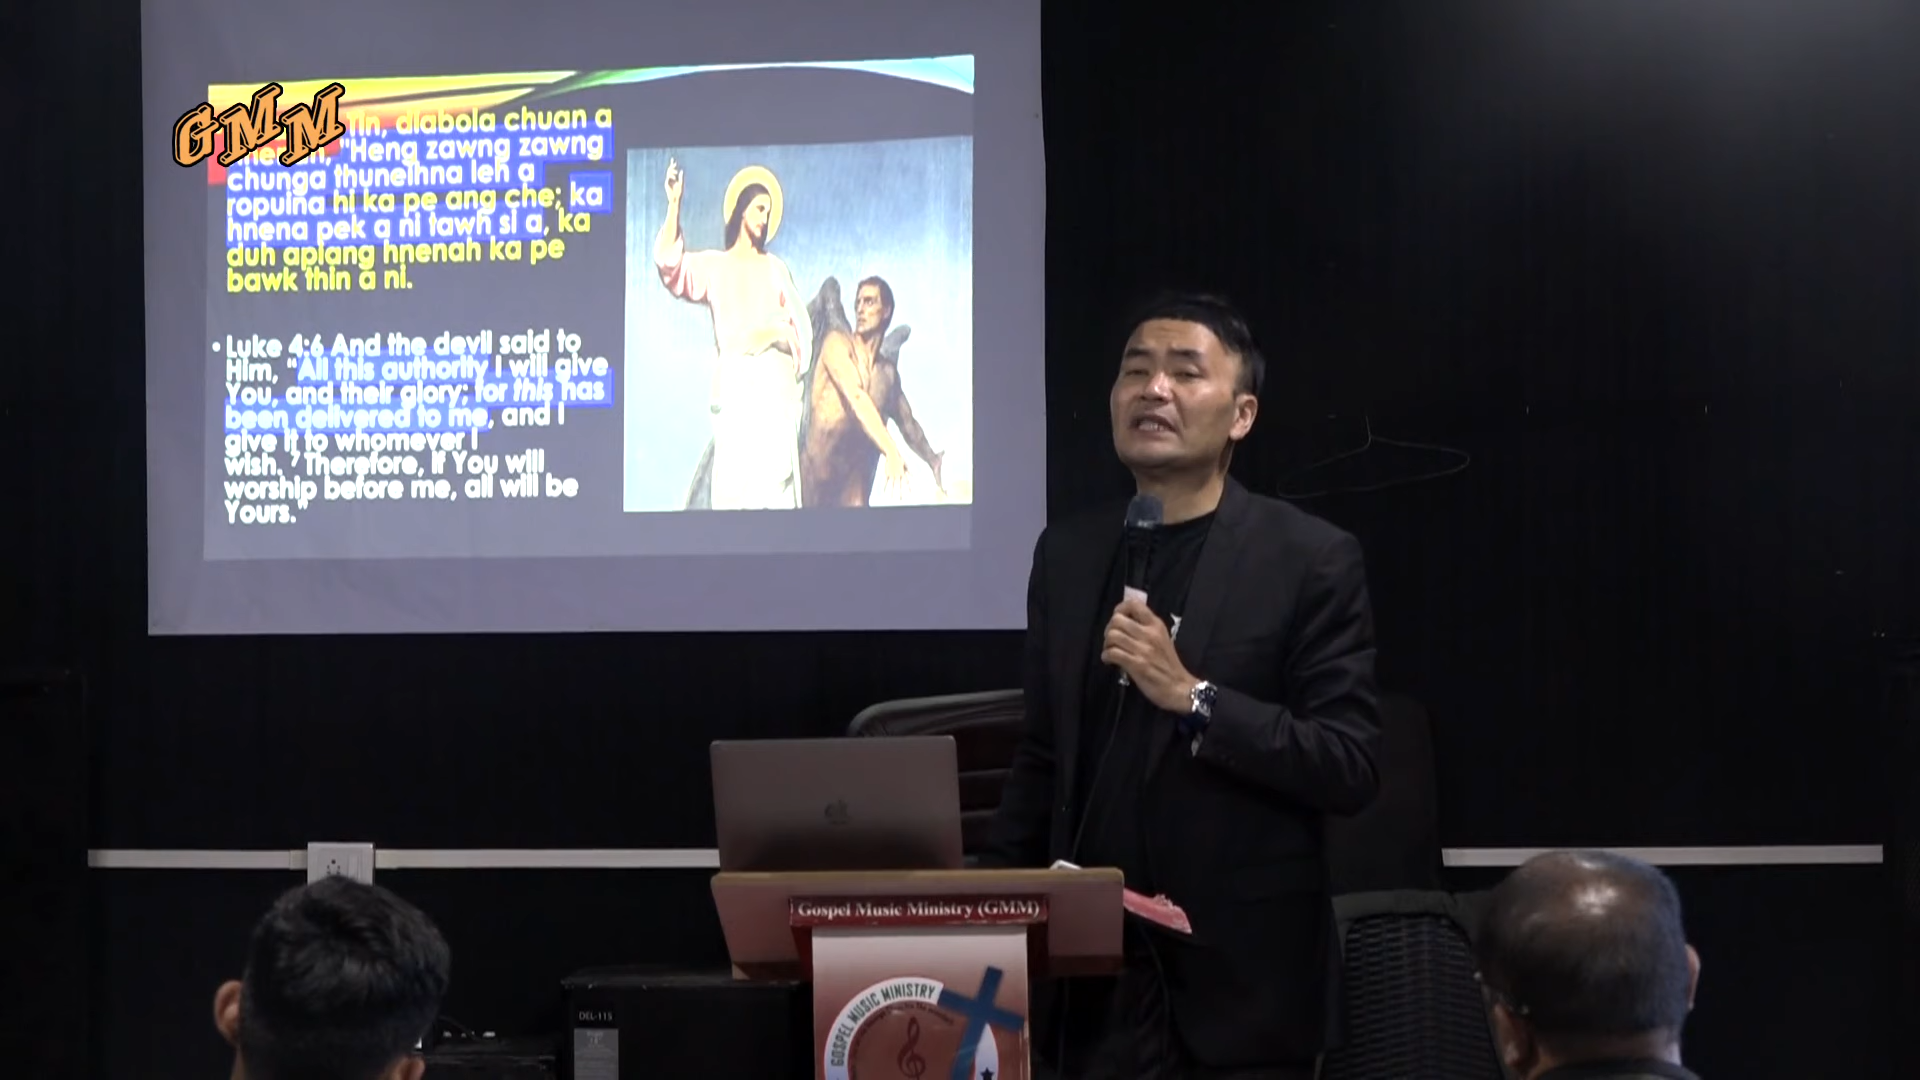 GMM
tin, diabola chuan a
hnenah, "Heng zawng zawng
chunga thuneihna leh a
ropuina hi ka pe ang che; ka
hnena pek a ni tawh si a, ka
duh apiang hnenah ka pe
bawk thin a ni.
• Luke 4:6 And the devil said to
Him, "All this authority I will give
You, and their glory; for this has
been delivered to me, and I
give it to whomever I
wish. 7 Therefore, if You will
worship before me, all will be
Yours."
Gospel Music Ministry (GMM)
GOSPEL MUSIC MINISTRY
DEL-115